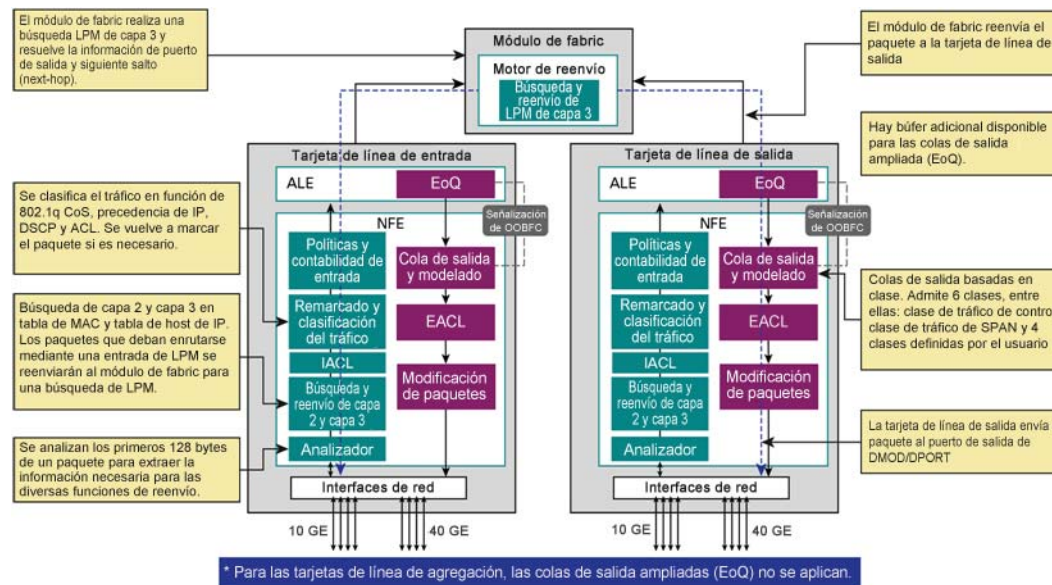 El módulo de fabric realiza una
búsqueda LPM de capa 3 y
resuelve la información de puerto
de salida y siguiente salto
(next-hop).
Módulo de fabric
Motor de reenvío
Búsqueda y
reenvío de
LPM de capa 3
El módulo de fabric reenvía el
paquete a la tarjeta de línea de
salida
Hay búfer adicional disponible
para las colas de salida
ampliada (EoQ).
Se clasifica el tráfico en función de
802.1q CoS, precedencia de IP,
DSCP y ACL. Se vuelve a marcar
el paquete si es necesario.
Búsqueda de capa 2 y capa 3 en
tabla de MAC y tabla de host de IP.
Los paquetes que deban enrutarse
mediante una entrada de LPM se
reenviarán al módulo de fabric para
una búsqueda de LPM.
Se analizan los primeros 128 bytes
de un paquete para extraer la
información necesaria para las
diversas funciones de reenvío.
Tarjeta de línea de entrada
ALE
EoQ
NFE
Señalización
de OOBFC
Políticas y
contabilidad de
entrada
Cola de salida
y modelado
Remarcado y
clasificación
del tráfico
EACL
IACL
Búsqueda y
reenvío de capa
2 y capa 3
Modificación
de paquetes
Analizador
Interfaces de red
10 GE
40 GE
Tarjeta de línea de salida
ALE
EoQ
NFE
Señalización
de OOBFC
Políticas y
contabilidad de
entrada
Cola de salida
y modelado
Remarcado y
clasificación
del tráfico
EACL
IACL
Búsqueda y
reenvío de capa
2 y capa 3
Modificación
de paquetes
Analizador
Interfaces de red
10 GE
40 GE
Colas de salida basadas en
clase. Admite 6 clases, entre
ellas: clase de tráfico de contro
clase de tráfico de SPAN y 4
clases definidas por el usuario
La tarjeta de línea de salida envía
paquete al puerto de salida de
DMOD/DPORT
* Para las tarjetas de línea de agregación, las colas de salida ampliadas (EoQ) no se aplican.